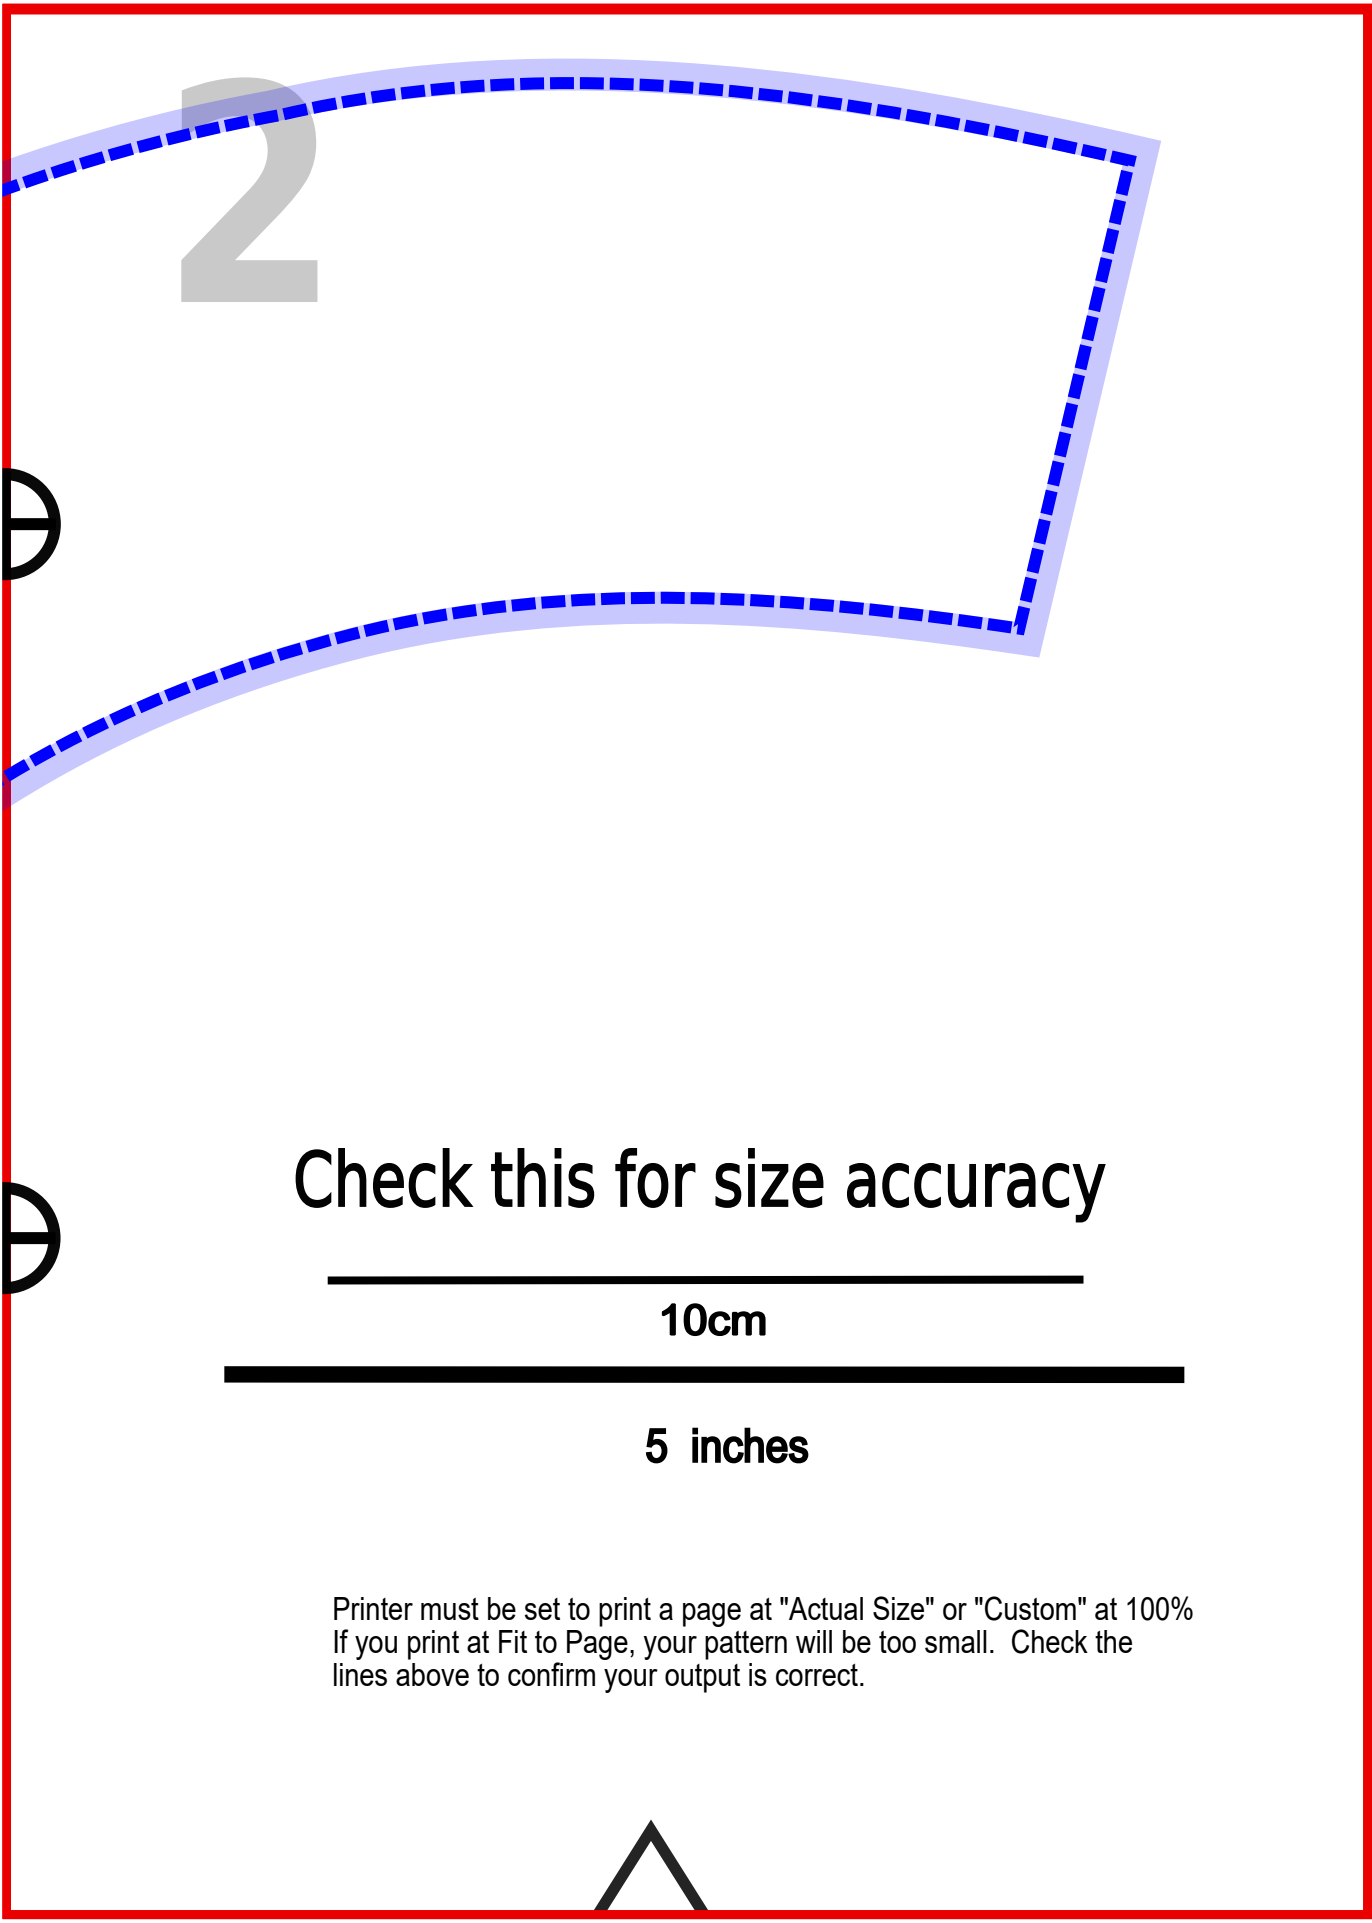 2
Check this for size accuracy
10cm
5 inches
Printer must be set to print a page at "Actual Size" or "Custom" at 100%
If you print at Fit to Page, your pattern will be too small. Check the
lines above to confirm your output is correct.